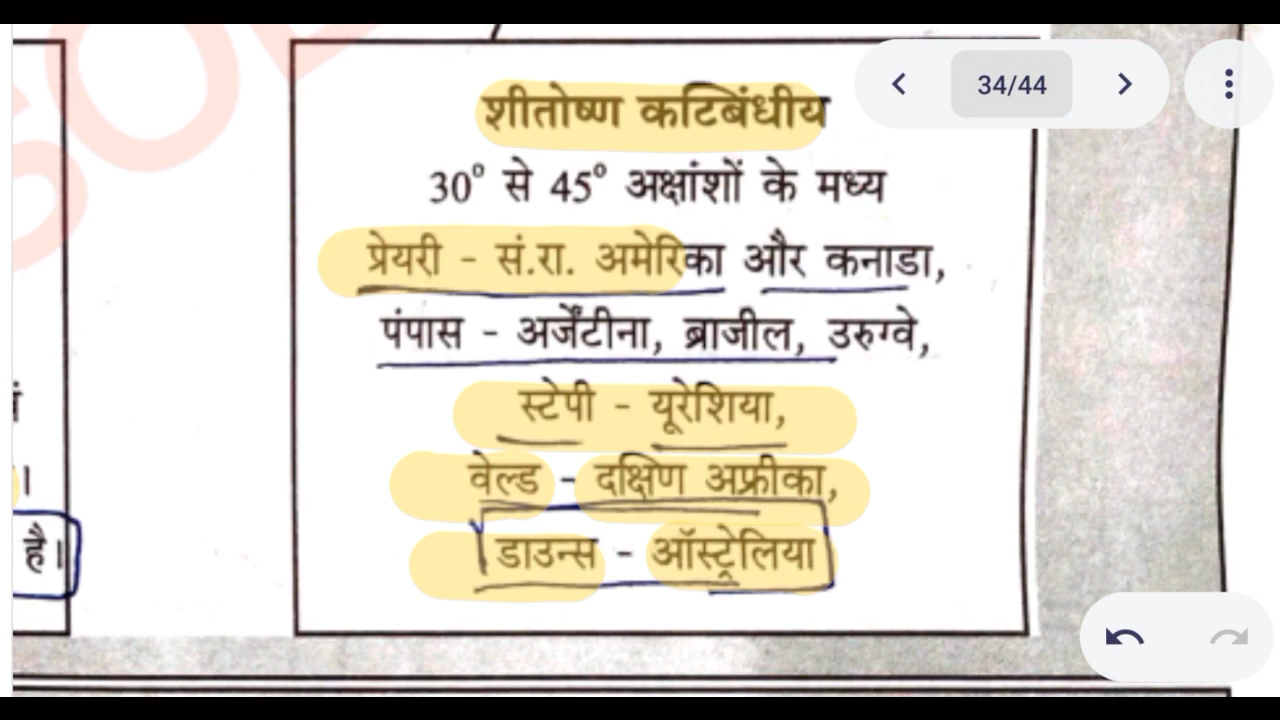 34/44
शीतोष्ण कटिबंधीय
30° से 45° अक्षांशों के मध्य
प्रेयरी - सं.रा. अमेरिका और कनाडा,
पंपास - अर्जेंटीना, ब्राजील, उरुग्वे,
स्टेपी - यूरेशिया,
वेल्ड - दक्षिण अफ्रीका,
डाउन्स - ऑस्ट्रेलिया
है।